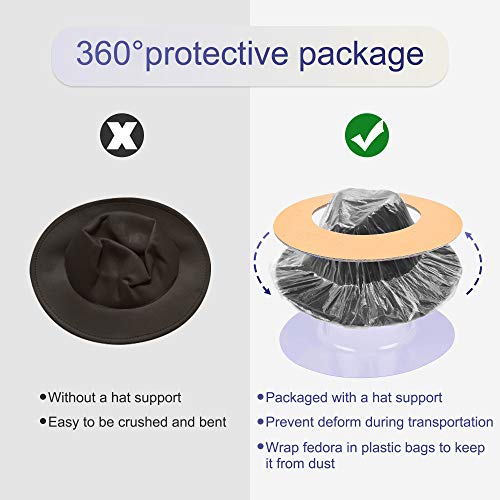 360°protective package
•Without a hat support
•Easy to be crushed and bent
•Packaged with a hat support
•Prevent deform during transportation
•Wrap fedora in plastic bags to keep
it from dust